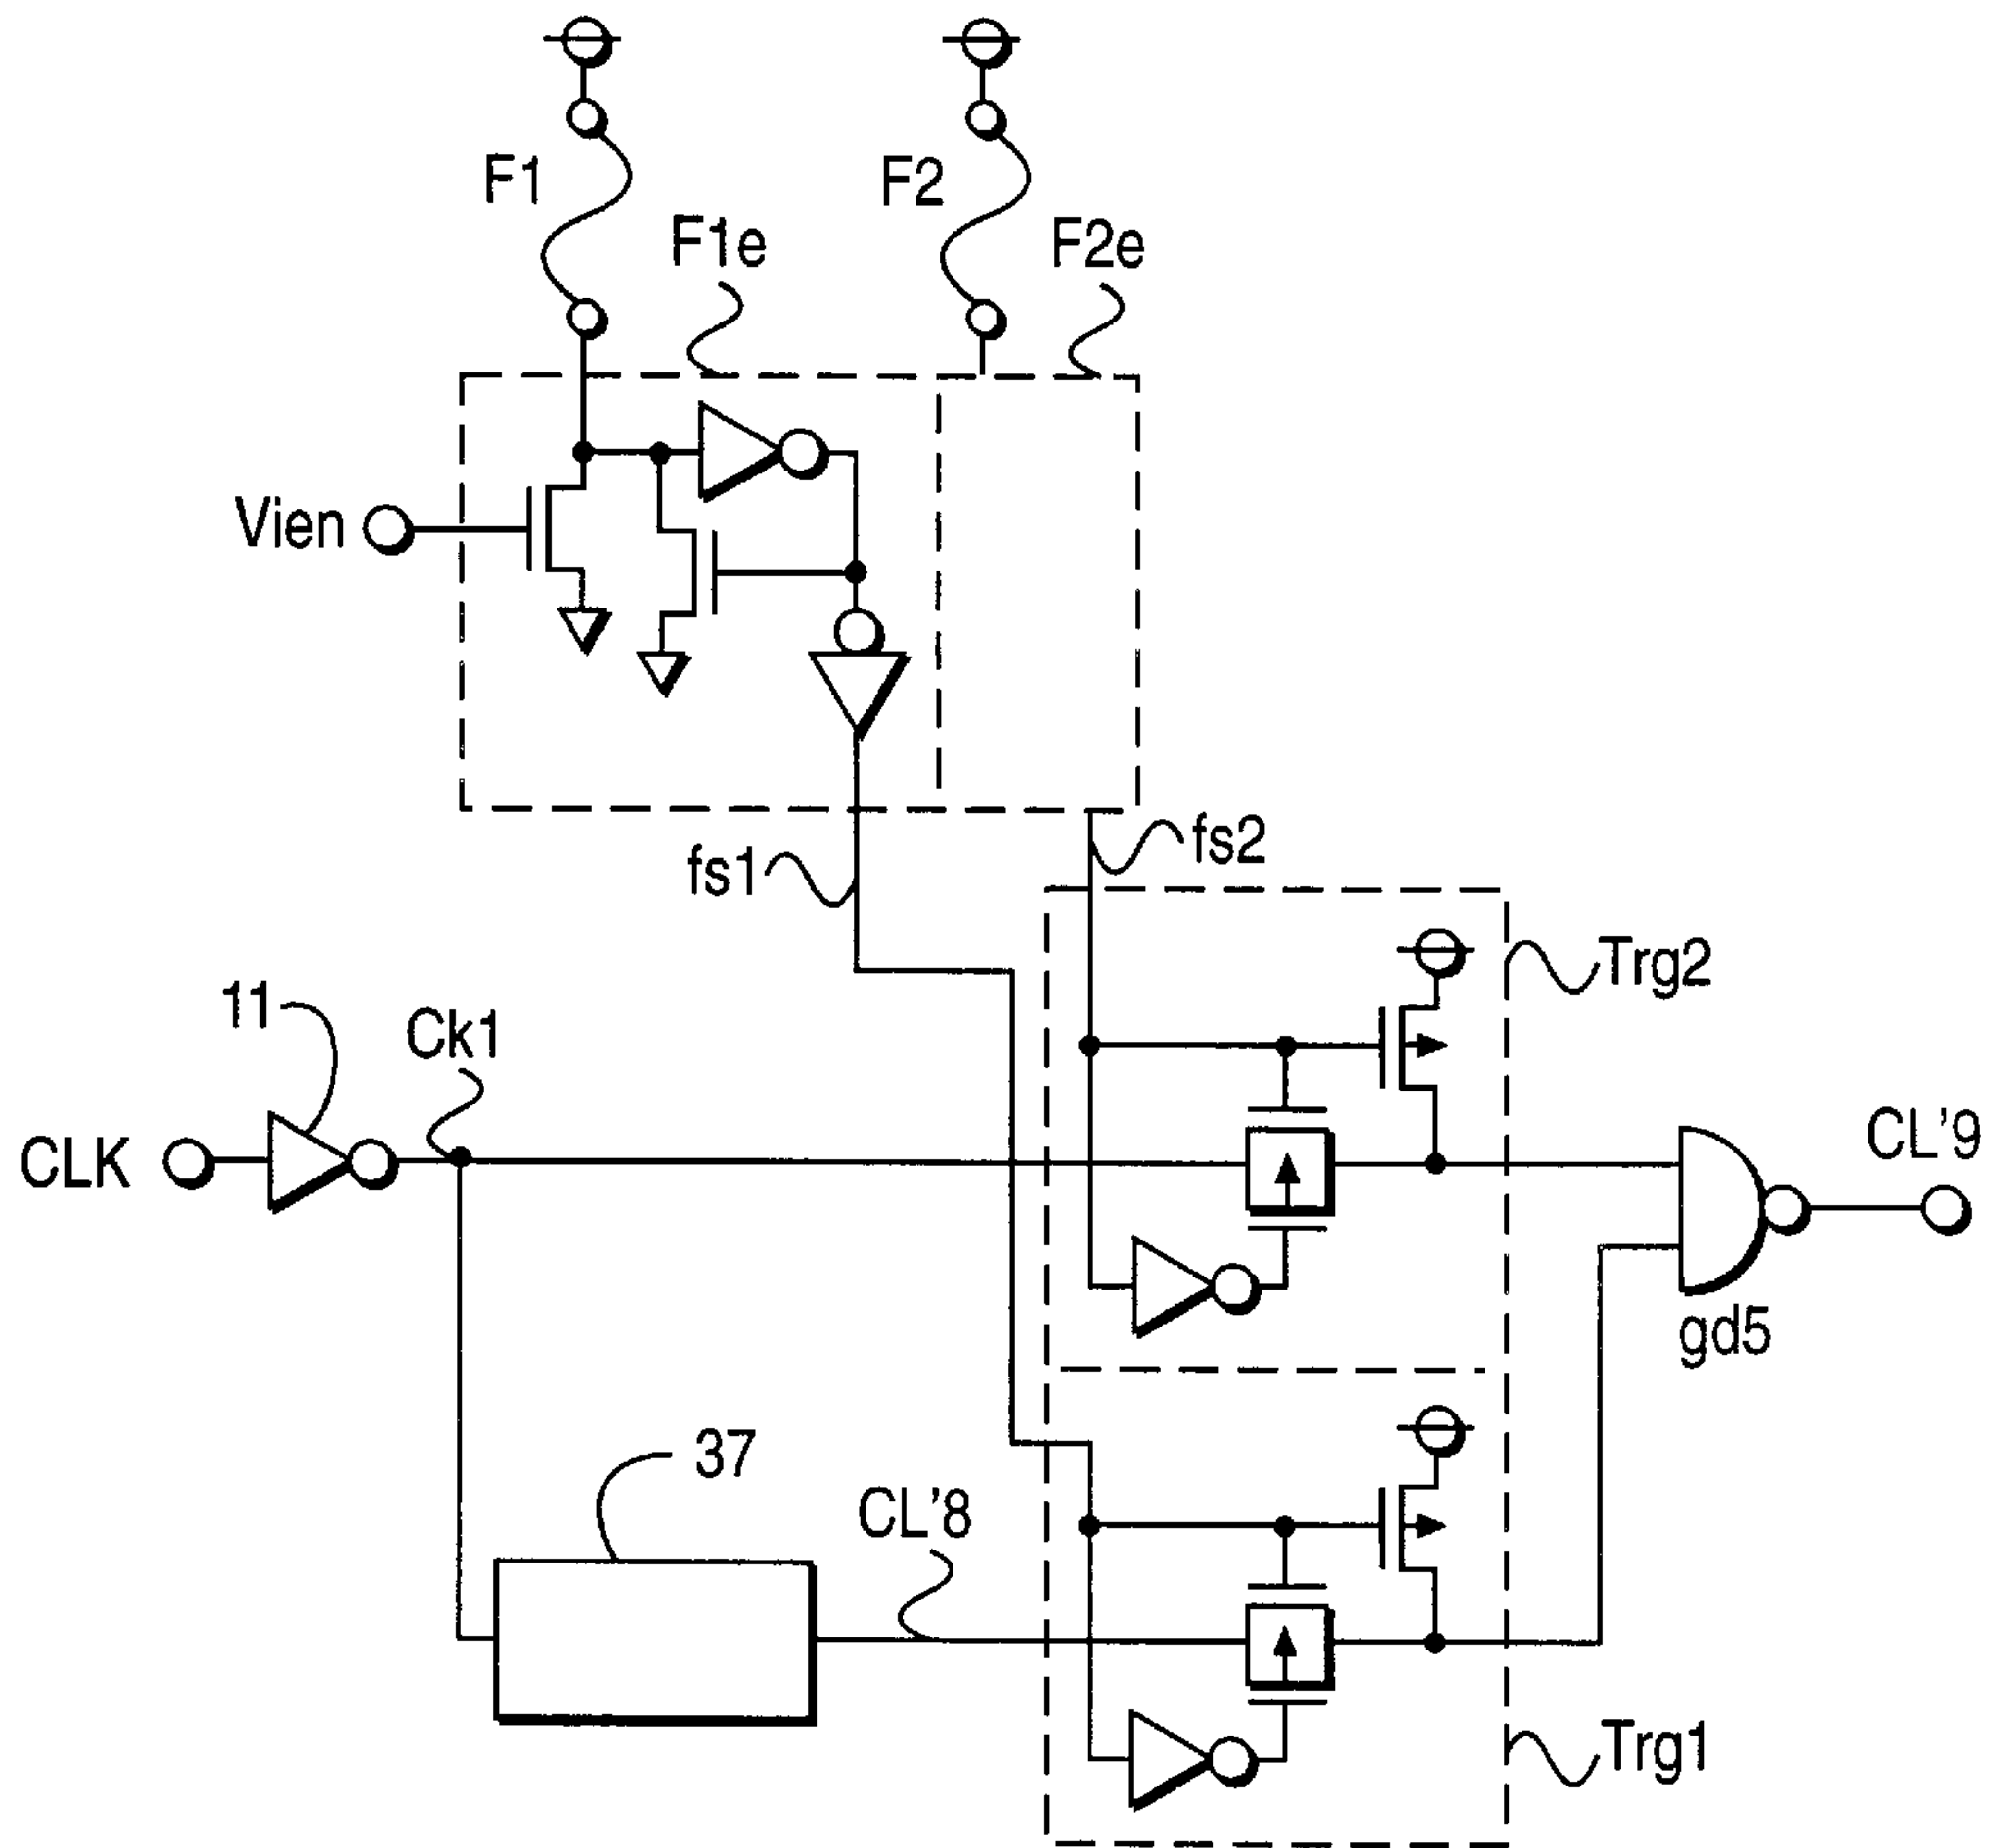 F1
F2
F1e
F2e
Vien
fs1
fs2
Trg2
11
Ck1
CLK
CL'9
gd5
37
CL'8
Trg1